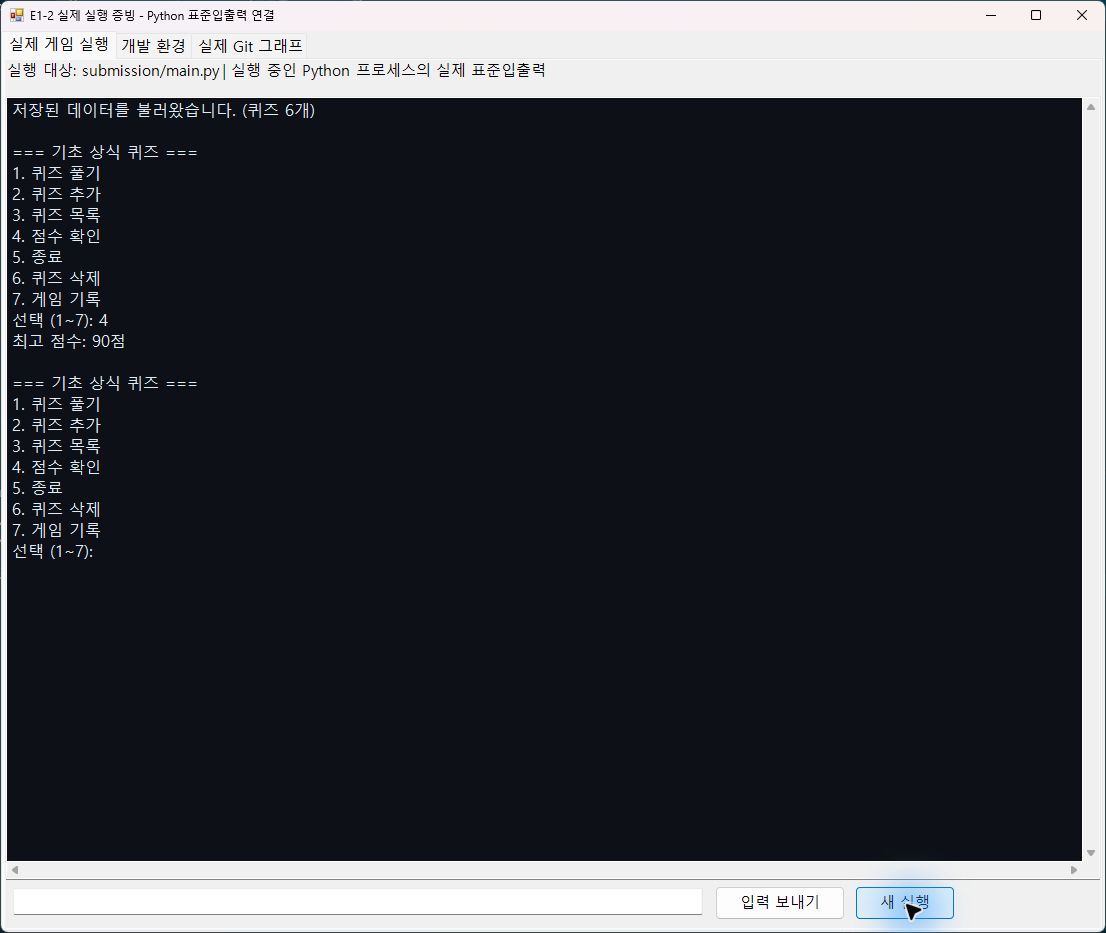 E1-2 실제 실행 증빙 - Python 표준입출력 연결
실제 게임 실행 개발 환경 실제 Git 그래프
실행 대상: submission/main.py | 실행 중인 Python 프로세스의 실제 표준입출력
저장된 데이터를 불러왔습니다. (퀴즈 6개)
=== 기초 상식 퀴즈 ===
1. 퀴즈 풀기
2. 퀴즈 추가
3. 퀴즈 목록
4. 점수 확인
5. 종료
6. 퀴즈 삭제
7. 게임 기록
선택 (1~7): 4
최고 점수: 90점
=== 기초 상식 퀴즈 ===
1. 퀴즈 풀기
2. 퀴즈 추가
3. 퀴즈 목록
4. 점수 확인
5. 종료
6. 퀴즈 삭제
7. 게임 기록
선택 (1~7):
입력 보내기 새 실행